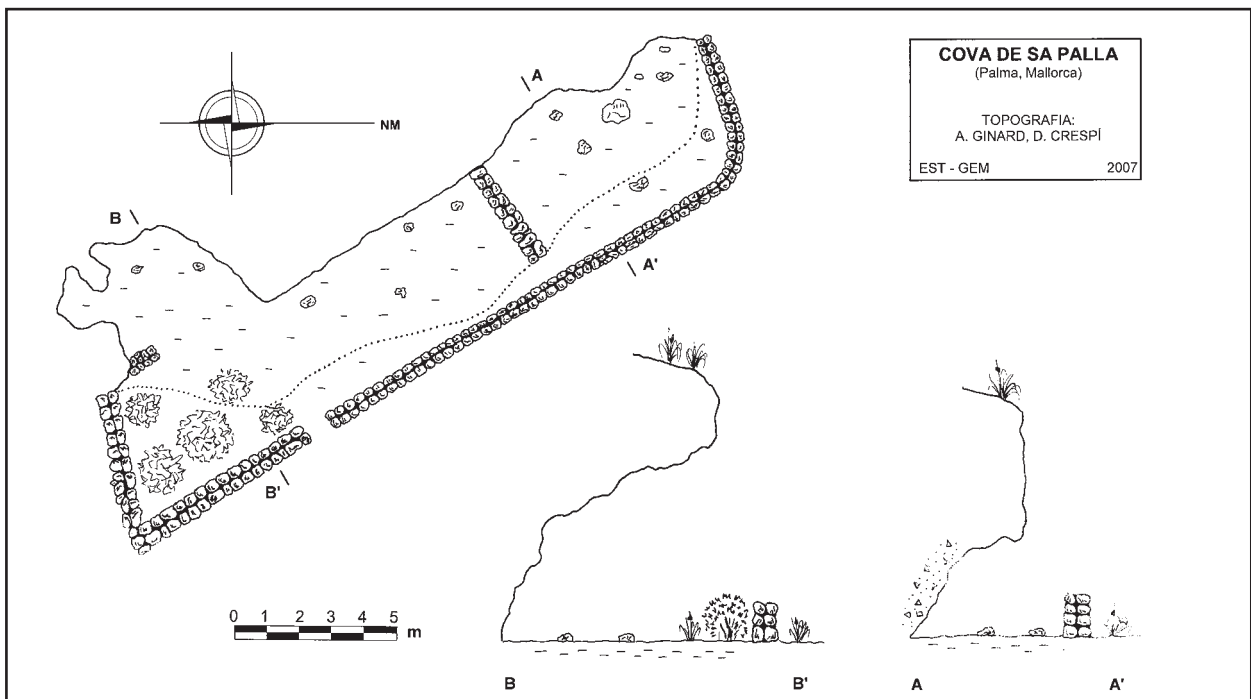 COVA DE SA PALLA
(Palma, Mallorca)
TOPOGRAFIA:
A. GINARD, D. CRESPÍ
EST - GEM 2007
NM
A
B
A'
B'
0 1 2 3 4 5
m
B B' A A'